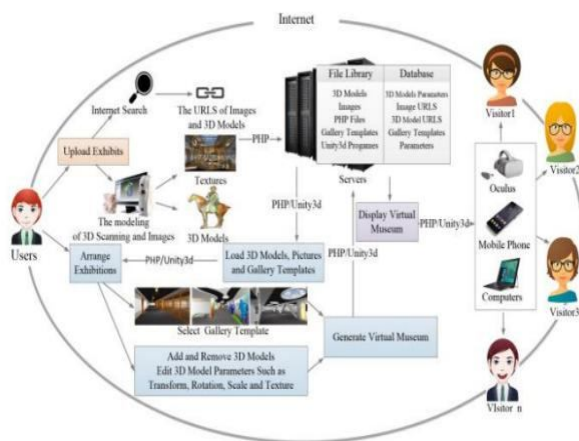 Internet
Internet Search
The URLS of Images
and 3D Models
Upload Exhibits
PHP
Textures
The modeling
of 3D Scanning and Images
3D Models
Users
File Library
3D Models
Images
PHP Files
Gallery Templates
Unity3d Progames
Database
3D Models Parameters
Image URLS
3D Model URLS
Gallery Templates
Parameters
Servers
PHP/Unity3d
Display Virtual
Museum
PHP/Unity3d
PHP/Unity3d
Arrange
Exhibitions
PHP/Unity3d
Load 3D Models, Pictures
and Gallery Templates
Select Gallery Template
Generate Virtual Museum
Add and Remove 3D Models
Edit 3D Model Parameters Such as
Transform, Rotation, Scale and Texture
Oculus
Mobile Phone
Computers
Visitor1
Visitor2
Visitor3
VIsitor n